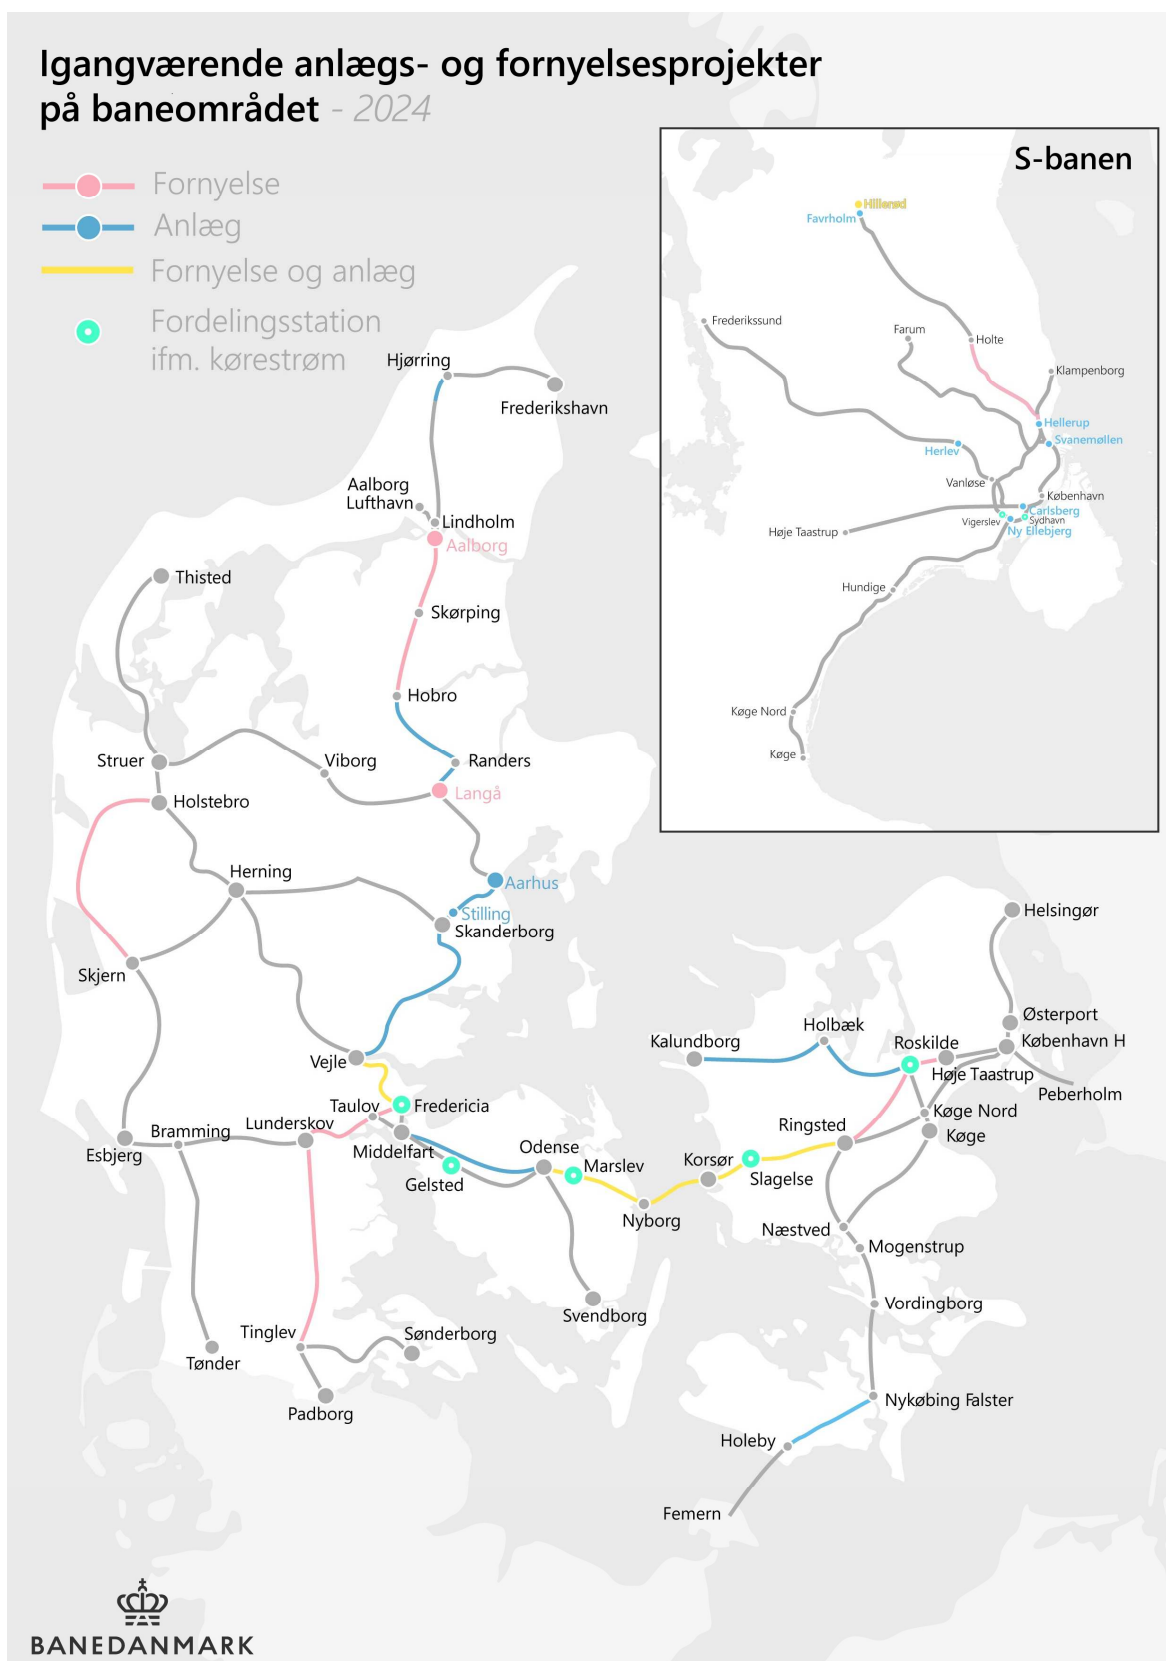 Igangværende anlægs- og fornyelsesprojekter
på baneområdet - 2024
Fornyelse
Anlæg
Fornyelse og anlæg
Fordelingsstation
ifm. kørestrøm
S-banen
Hillerød
Favrholm
Frederikssund
Farum
Holte
Klampenborg
Hellerup
Svanemøllen
Herlev
Vanløse
København
Carlsberg
Vigerslev
Sydhavn
Ny Ellebjerg
Høje Taastrup
Hundige
Køge Nord
Køge
Hjørring
Frederikshavn
Aalborg
Lufthavn
Lindholm
Aalborg
Thisted
Skørping
Hobro
Struer
Viborg
Randers
Langå
Holstebro
Herning
Aarhus
Stilling
Skanderborg
Skjern
Vejle
Fredericia
Taulov
Lunderskov
Bramming
Esbjerg
Middelfart
Gelsted
Odense
Marslev
Nyborg
Svendborg
Tinglev
Sønderborg
Tønder
Padborg
Helsingør
Østerport
København H
Kalundborg
Holbæk
Roskilde
Høje Taastrup
Peberholm
Køge Nord
Køge
Ringsted
Korsør
Slagelse
Næstved
Mogenstrup
Vordingborg
Nykøbing Falster
Holeby
Femern
BANEDANMARK